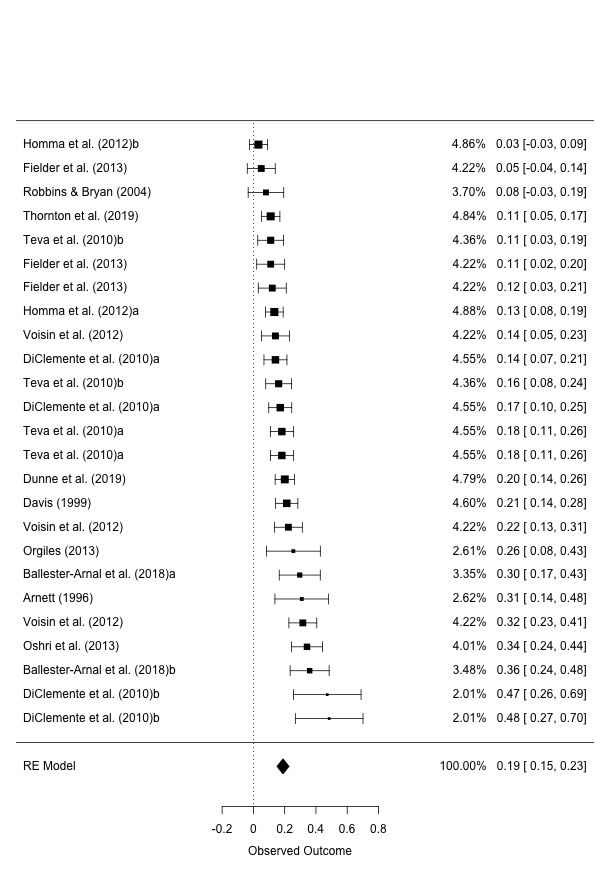 Homma et al. (2012)b 4.86% 0.03 [-0.03, 0.09]
Fielder et al. (2013) 4.22% 0.05 [-0.04, 0.14]
Robbins & Bryan (2004) 3.70% 0.08 [-0.03, 0.19]
Thornton et al. (2019) 4.84% 0.11 [ 0.05, 0.17]
Teva et al. (2010)b 4.36% 0.11 [ 0.03, 0.19]
Fielder et al. (2013) 4.22% 0.11 [ 0.02, 0.20]
Fielder et al. (2013) 4.22% 0.12 [ 0.03, 0.21]
Homma et al. (2012)a 4.88% 0.13 [ 0.08, 0.19]
Voisin et al. (2012) 4.22% 0.14 [ 0.05, 0.23]
DiClemente et al. (2010)a 4.55% 0.14 [ 0.07, 0.21]
Teva et al. (2010)b 4.36% 0.16 [ 0.08, 0.24]
DiClemente et al. (2010)a 4.55% 0.17 [ 0.10, 0.25]
Teva et al. (2010)a 4.55% 0.18 [ 0.11, 0.26]
Teva et al. (2010)a 4.55% 0.18 [ 0.11, 0.26]
Dunne et al. (2019) 4.79% 0.20 [ 0.14, 0.26]
Davis (1999) 4.60% 0.21 [ 0.14, 0.28]
Voisin et al. (2012) 4.22% 0.22 [ 0.13, 0.31]
Orgiles (2013) 2.61% 0.26 [ 0.08, 0.43]
Ballester-Arnal et al. (2018)a 3.35% 0.30 [ 0.17, 0.43]
Arnett (1996) 2.62% 0.31 [ 0.14, 0.48]
Voisin et al. (2012) 4.22% 0.32 [ 0.23, 0.41]
Oshri et al. (2013) 4.01% 0.34 [ 0.24, 0.44]
Ballester-Arnal et al. (2018)b 3.48% 0.36 [ 0.24, 0.48]
DiClemente et al. (2010)b 2.01% 0.47 [ 0.26, 0.69]
DiClemente et al. (2010)b 2.01% 0.48 [ 0.27, 0.70]
RE Model 100.00% 0.19 [ 0.15, 0.23]
-0.2 0 0.2 0.4 0.6 0.8
Observed Outcome